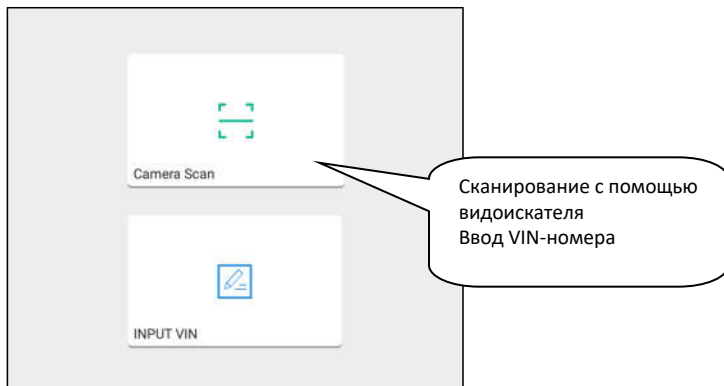 Camera Scan
Сканирование с помощью
видоискателя
Ввод VIN-номера
INPUT VIN